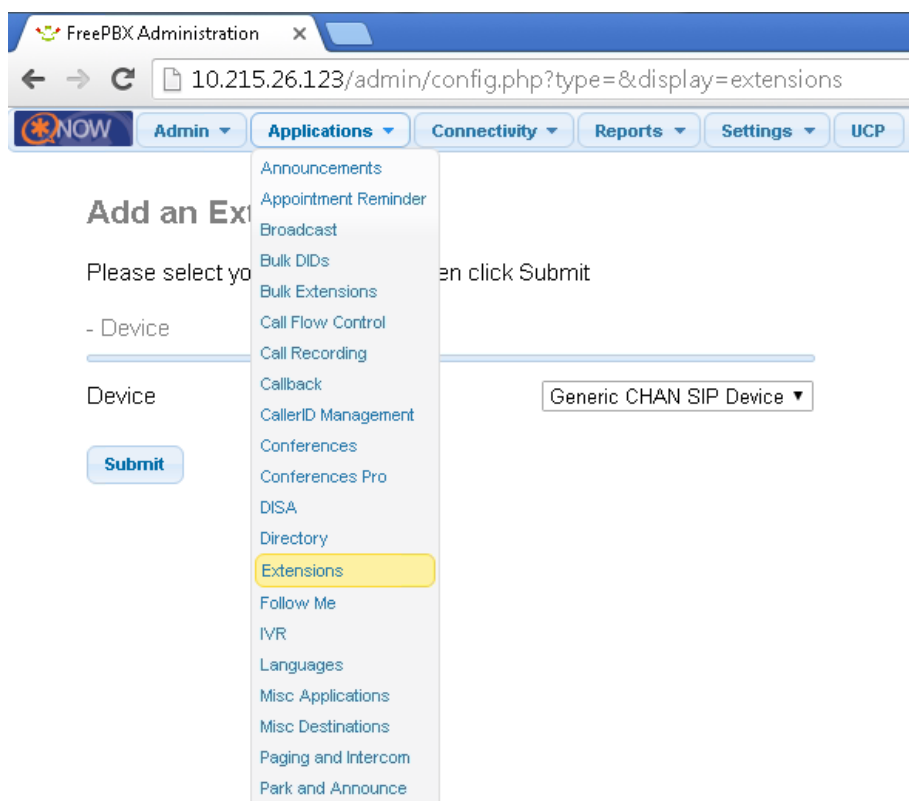 FreePBX Administration ×
10.215.26.123/admin/config.php?type=&display=extensions
NOW Admin Applications Connectivity Reports Settings UCP
Announcements
Appointment Reminder
Broadcast
Bulk DIDs
Bulk Extensions
Call Flow Control
Call Recording
Callback
CallerID Management
Conferences
Conferences Pro
DISA
Directory
Extensions
Follow Me
IVR
Languages
Misc Applications
Misc Destinations
Paging and Intercom
Park and Announce
Add an Ex
Please select yo en click Submit
- Device
Device Generic CHAN SIP Device
Submit